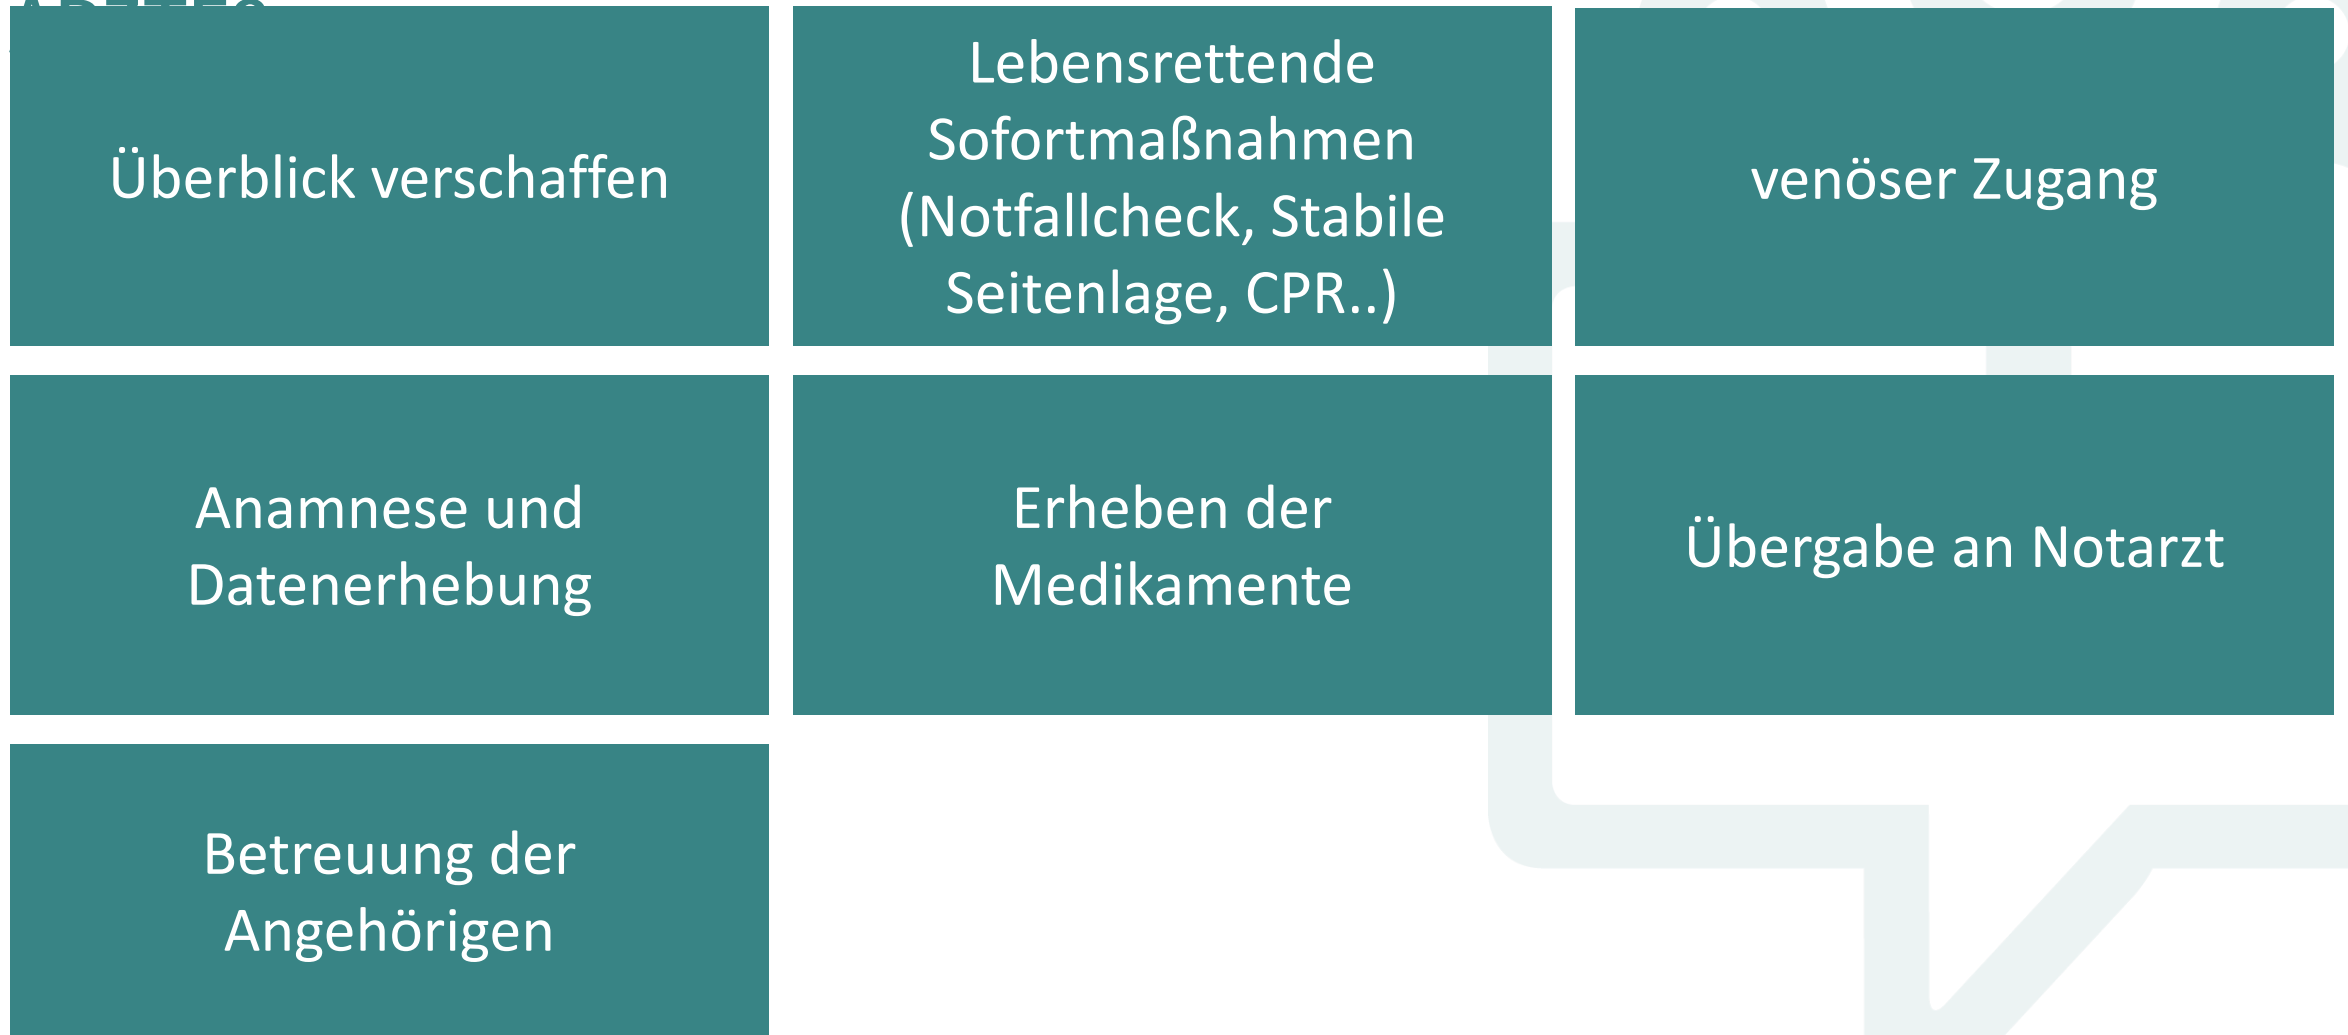 Überblick verschaffen
Lebensrettende
Sofortmaßnahmen
(Notfallcheck, Stabile
Seitenlage, CPR..)
venöser Zugang
Anamnese und
Datenerhebung
Erheben der
Medikamente
Übergabe an Notarzt
Betreuung der
Angehörigen